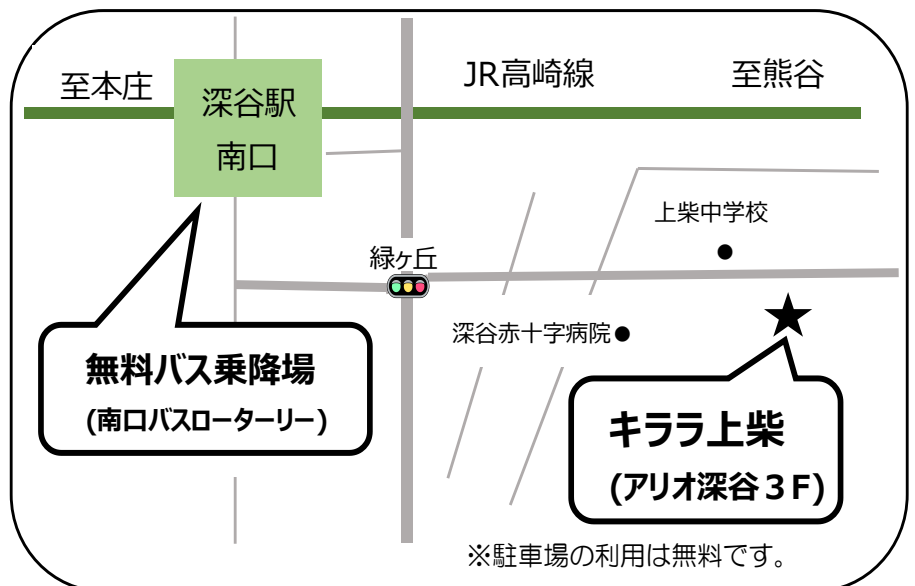 至本庄
深谷駅
南口
JR高崎線
至熊谷
上柴中学校
緑ヶ丘
深谷赤十字病院
無料バス乗降場
(南口バスローターリー)
キララ上柴
(アリオ深谷３F)
※駐車場の利用は無料です。